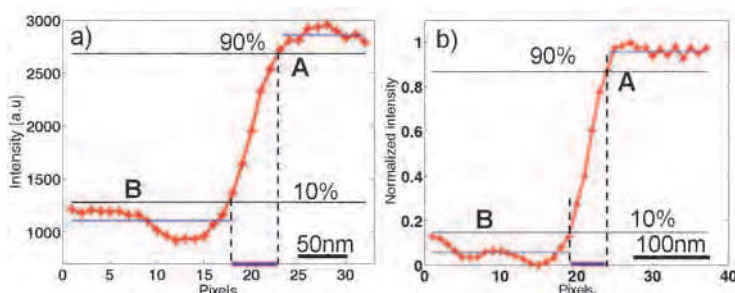 a)
3000
2500
2000
1500
1000
Intensity [a.u]
90%
A
B
10%
50nm
0 5 10 15 20 25 30
Pixels
b)
1
0.8
0.6
0.4
0.2
0
Normalized intensity
90%
A
B
10%
100nm
0 10 20 30 40
Pixels